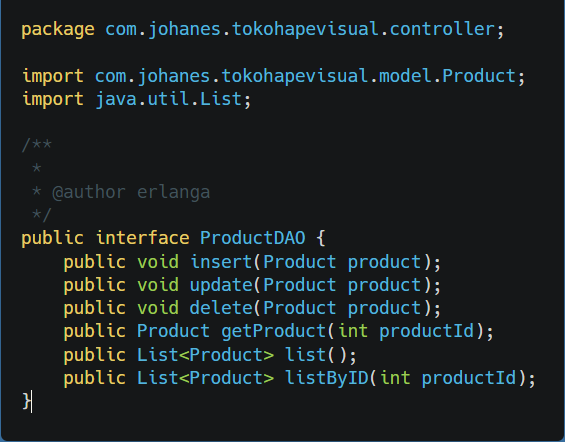 package com.johanes.tokohapevisual.controller;
import com.johanes.tokohapevisual.model.Product;
import java.util.List;
/**
 *
 * @author erlanga
 */
public interface ProductDAO {
    public void insert(Product product);
    public void update(Product product);
    public void delete(Product product);
    public Product getProduct(int productId);
    public List<Product> list();
    public List<Product> listByID(int productId);
}